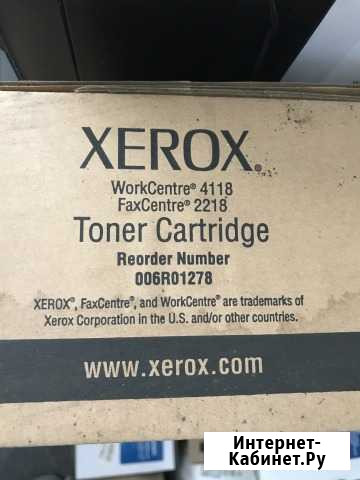 XEROX.
WorkCentre® 4118
FaxCentre® 2218
Toner Cartridge
Reorder Number
006R01278
XEROX®, FaxCentre®, and WorkCentre® are trademarks of
Xerox Corporation in the U.S. and/or other countries.
www.xerox.com
Интернет-
Кабинет.Ру